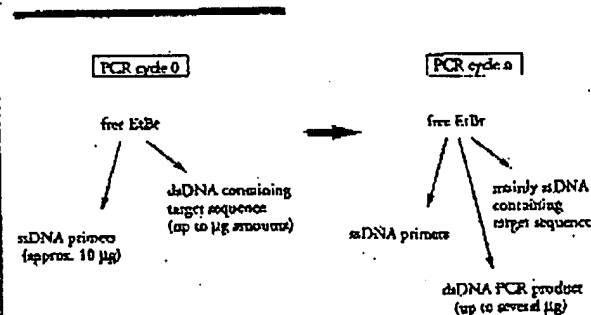 PCR cycle 0
free EtBr
dsDNA containing
target sequence
(up to µg amounts)
ssDNA primers
(approx. 10 µg)
PCR cycle n
free EtBr
mainly ssDNA
containing
target sequence
ssDNA primers
dsDNA PCR product
(up to several µg)